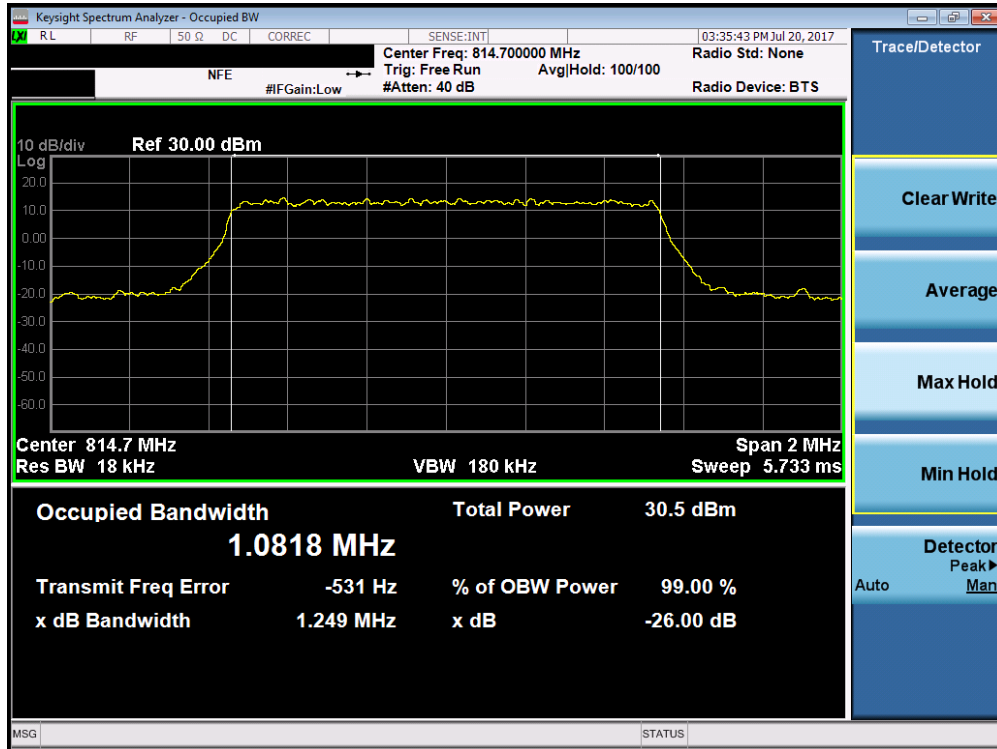 Keysight Spectrum Analyzer - Occupied BW
LXI RL RF 50 Ω DC CORREC SENSE:INT 03:35:43 PM Jul 20, 2017
Center Freq: 814.700000 MHz Radio Std: None
NFE Trig: Free Run Avg|Hold: 100/100
#IFGain:Low #Atten: 40 dB Radio Device: BTS
Trace/Detector
10 dB/div Ref 30.00 dBm
Log
20.0
10.0
0.00
-10.0
-20.0
-30.0
-40.0
-50.0
-60.0
Center 814.7 MHz Span 2 MHz
Res BW 18 kHz VBW 180 kHz Sweep 5.733 ms
Clear Write
Average
Max Hold
Min Hold
Detector
Peak▶
Auto Man
Occupied Bandwidth Total Power 30.5 dBm
1.0818 MHz
Transmit Freq Error -531 Hz % of OBW Power 99.00 %
x dB Bandwidth 1.249 MHz x dB -26.00 dB
MSG STATUS